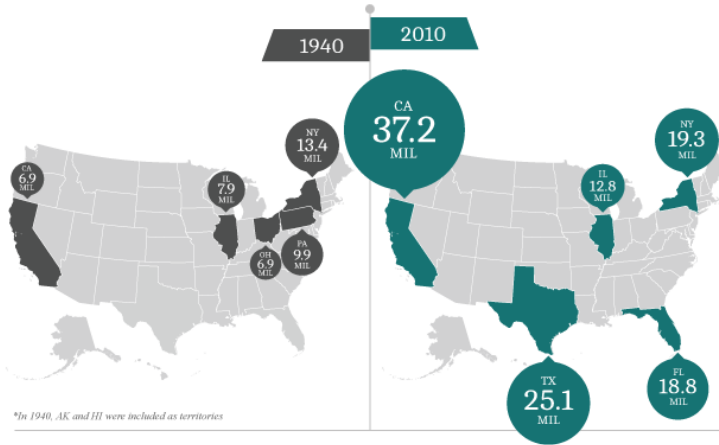 1940
2010
CA
6.9
MIL
IL
7.9
MIL
NY
13.4
MIL
OH
6.9
MIL
PA
9.9
MIL
*In 1940, AK and HI were included as territories
CA
37.2
MIL
IL
12.8
MIL
NY
19.3
MIL
TX
25.1
MIL
FL
18.8
MIL